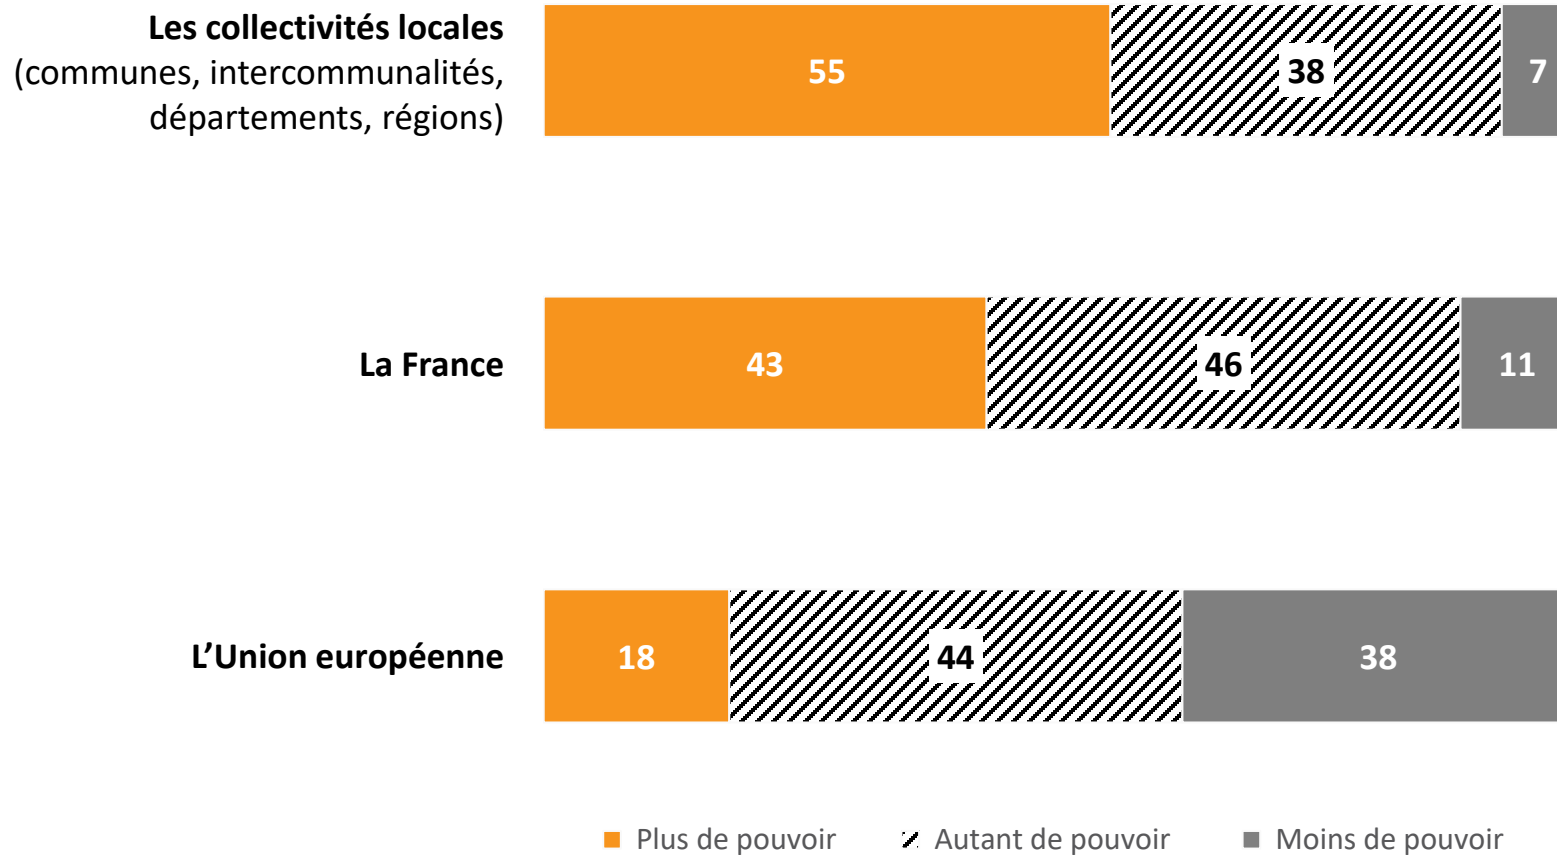 Les collectivités locales
(communes, intercommunalités,
départements, régions)
55
38
7
La France
43
46
11
L’Union européenne
18
44
38
Plus de pouvoir
Autant de pouvoir
Moins de pouvoir